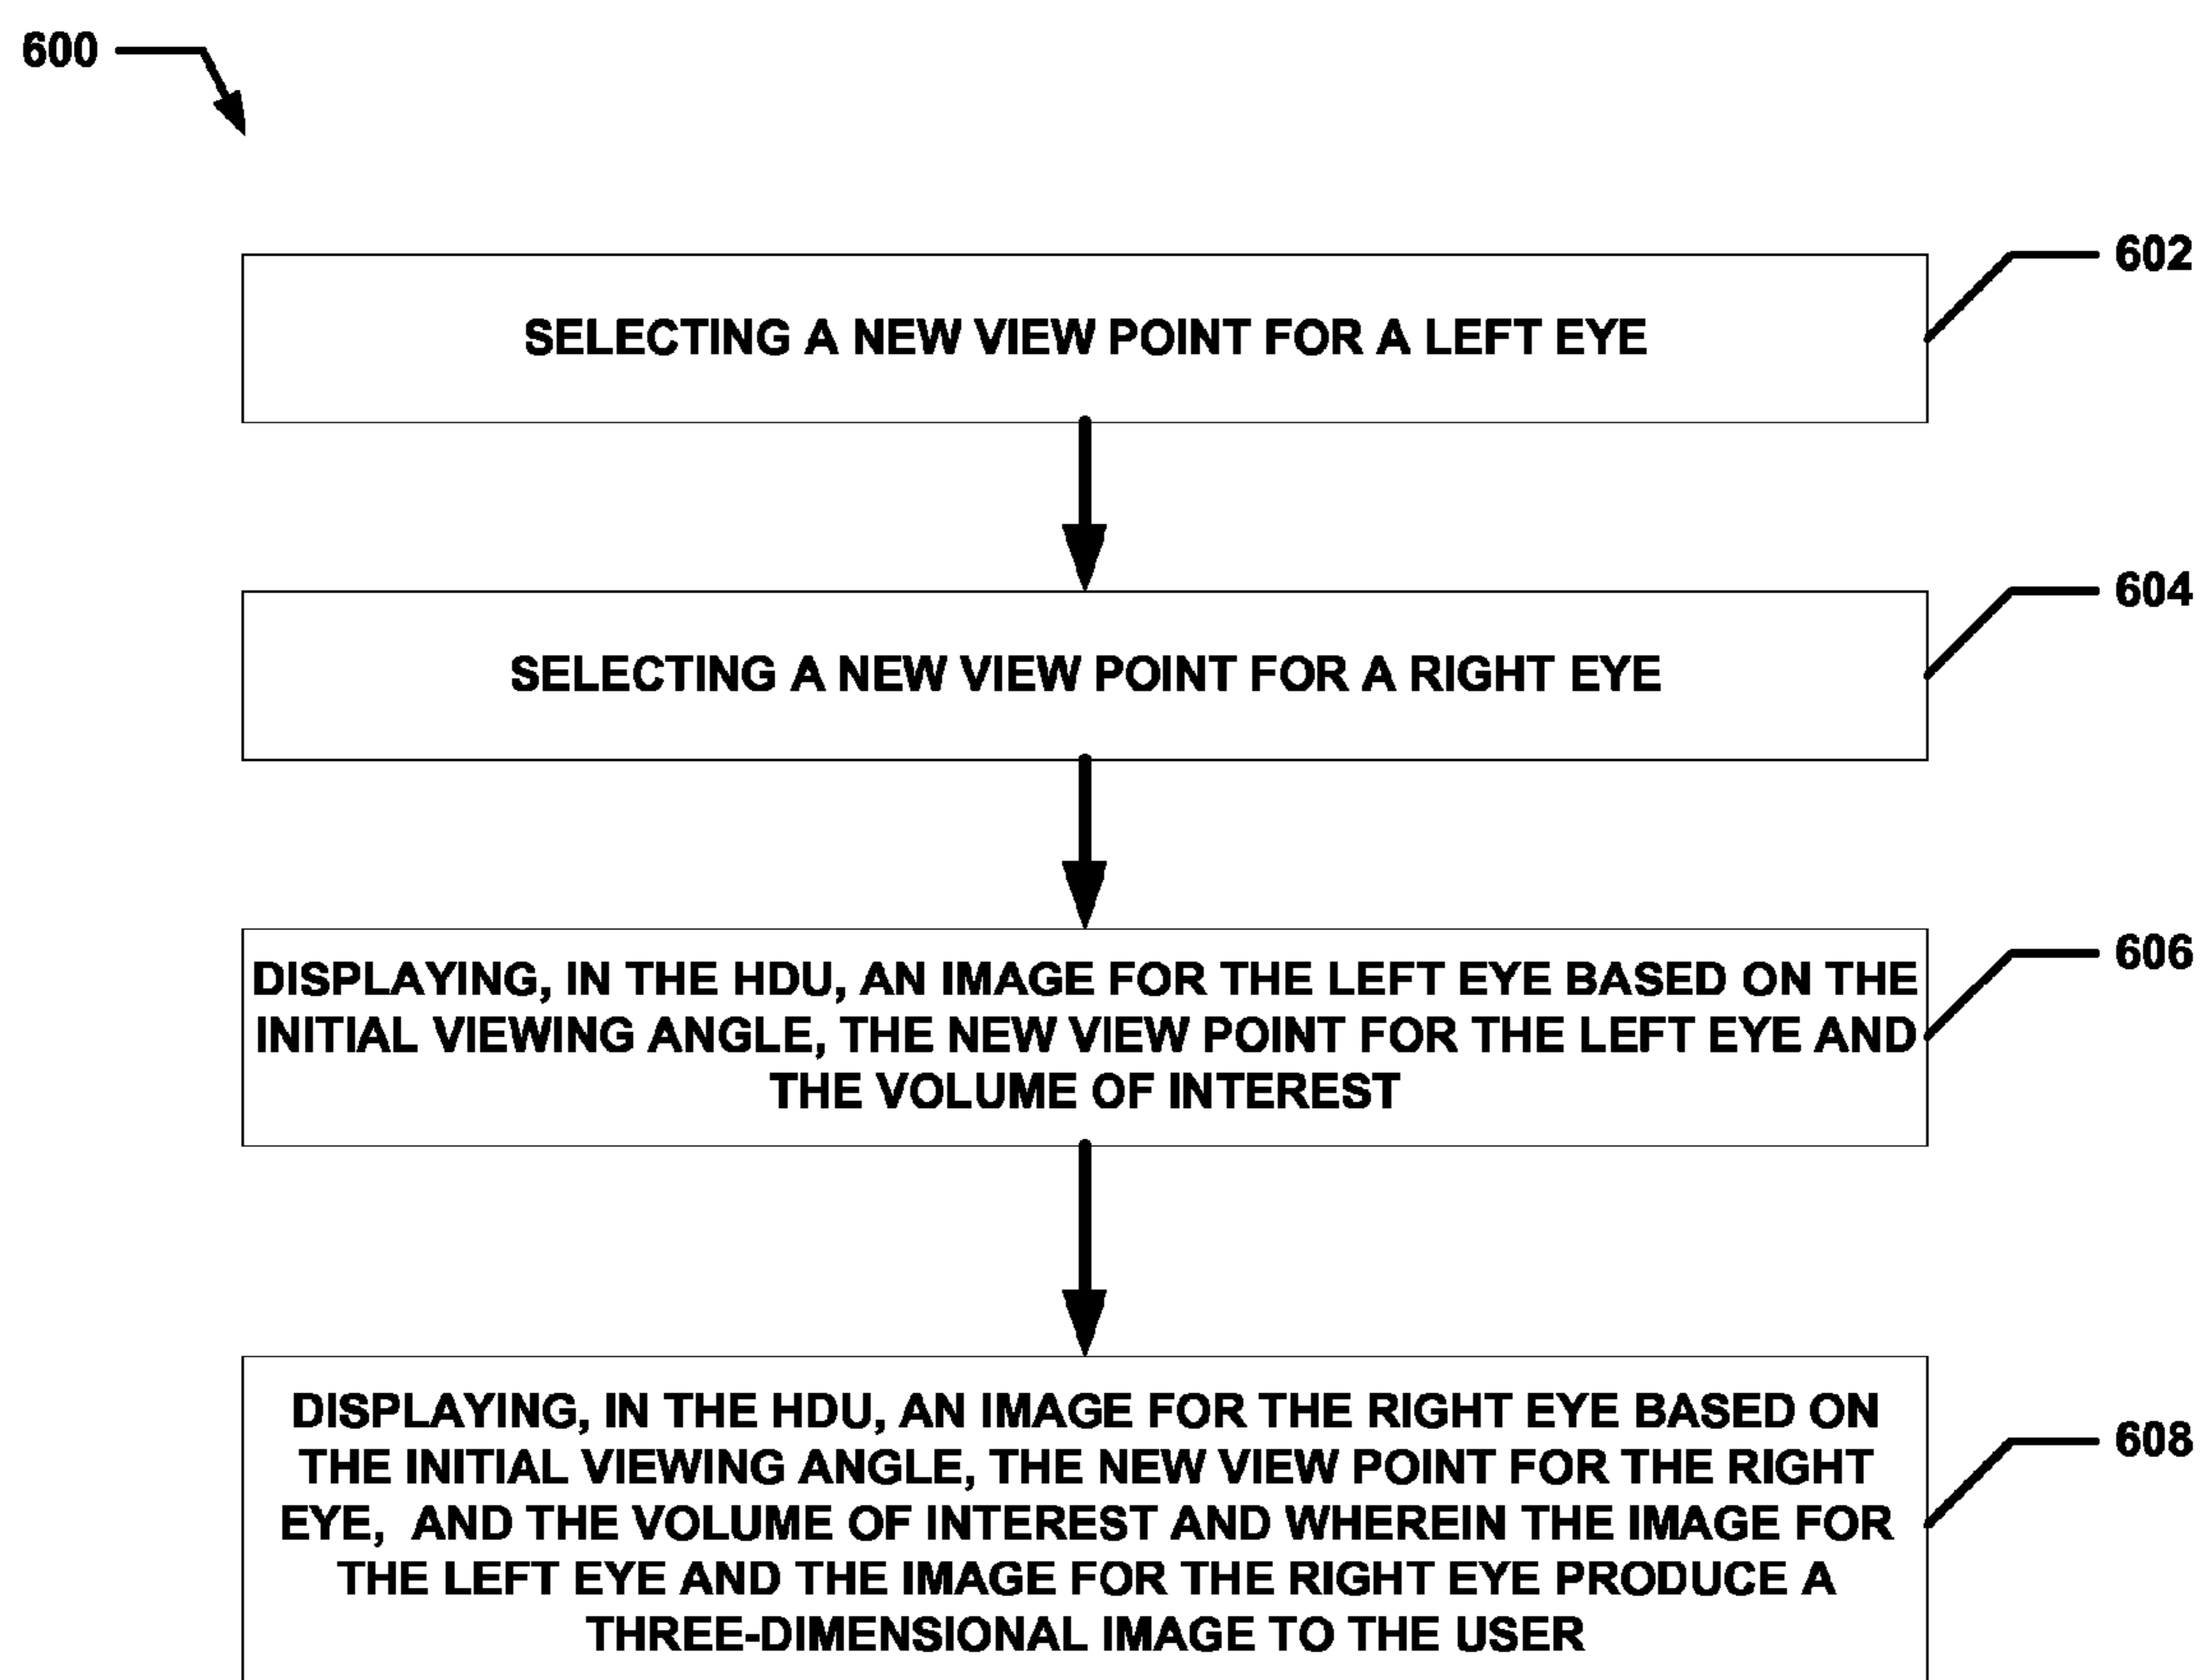 600
602
SELECTING A NEW VIEW POINT FOR A LEFT EYE
604
SELECTING A NEW VIEW POINT FOR A RIGHT EYE
606
DISPLAYING, IN THE HDU, AN IMAGE FOR THE LEFT EYE BASED ON THE
INITIAL VIEWING ANGLE, THE NEW VIEW POINT FOR THE LEFT EYE AND
THE VOLUME OF INTEREST
608
DISPLAYING, IN THE HDU, AN IMAGE FOR THE RIGHT EYE BASED ON
THE INITIAL VIEWING ANGLE, THE NEW VIEW POINT FOR THE RIGHT
EYE, AND THE VOLUME OF INTEREST AND WHEREIN THE IMAGE FOR
THE LEFT EYE AND THE IMAGE FOR THE RIGHT EYE PRODUCE A
THREE-DIMENSIONAL IMAGE TO THE USER